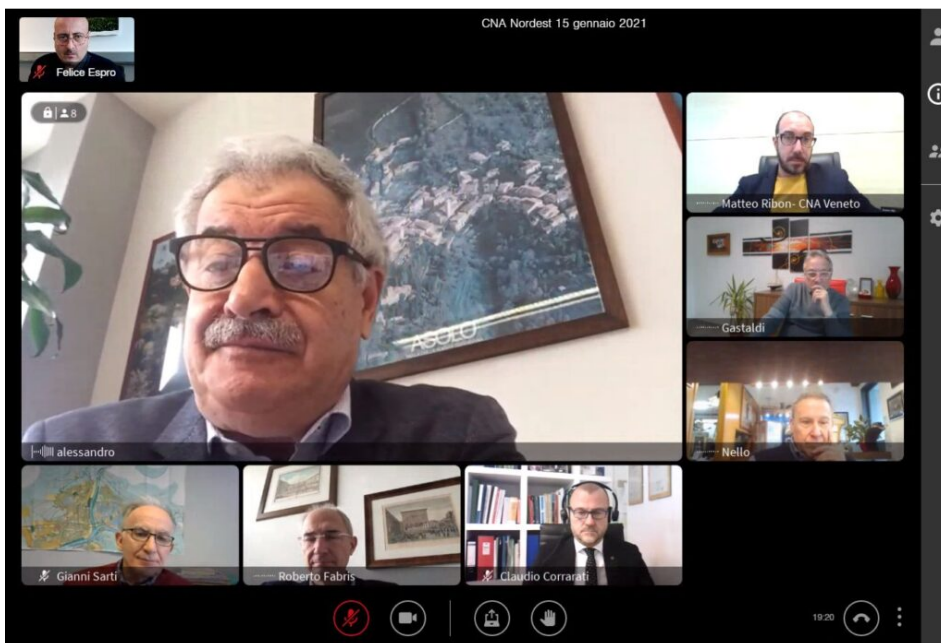 CNA Nordest 15 gennaio 2021
Felice Espro
8
ASOLO
alessandro
Matteo Ribon- CNA Veneto
Gastaldi
Nello
Gianni Sarti
Roberto Fabris
Claudio Corrarati
19:20